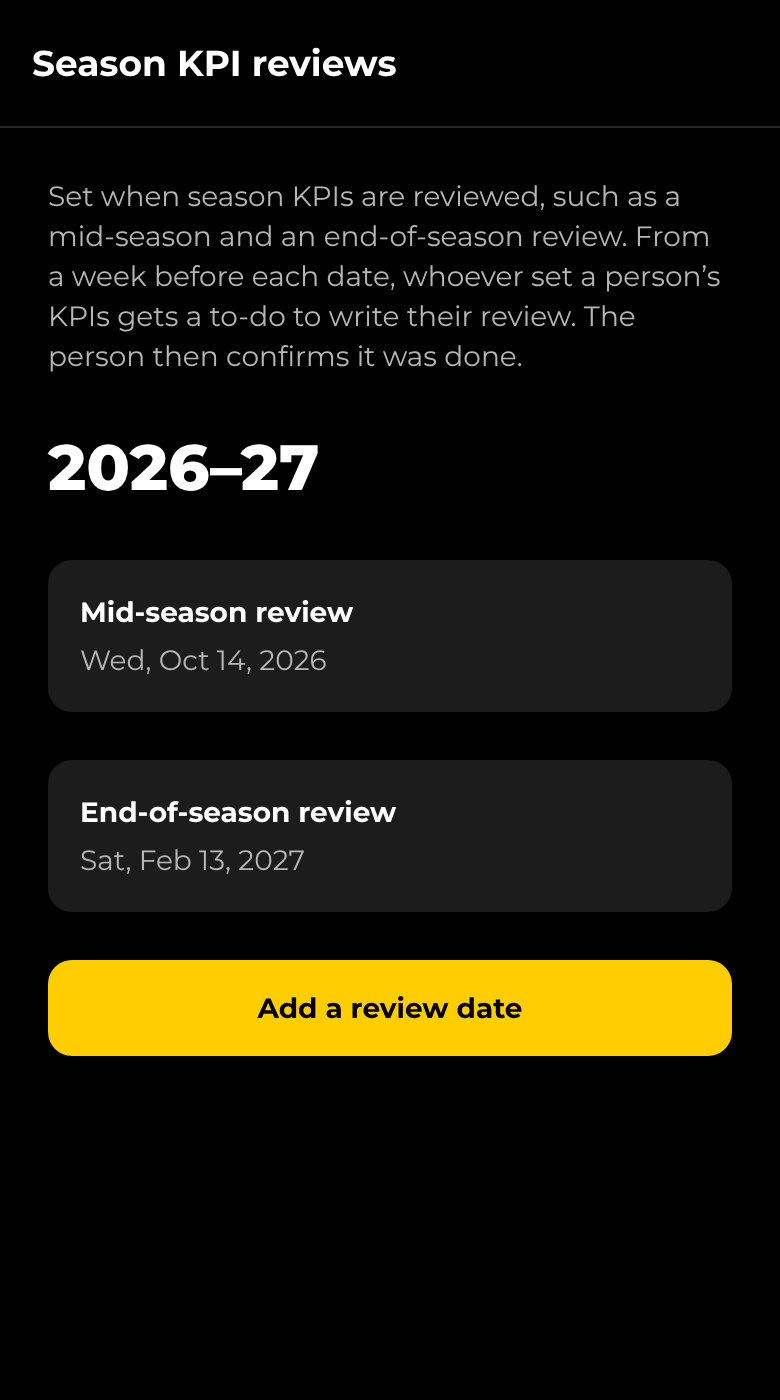 Season KPI reviews
Set when season KPIs are reviewed, such as a
mid-season and an end-of-season review. From
a week before each date, whoever set a person’s
KPIs gets a to-do to write their review. The
person then confirms it was done.
2026–27
Mid-season review
Wed, Oct 14, 2026
End-of-season review
Sat, Feb 13, 2027
Add a review date